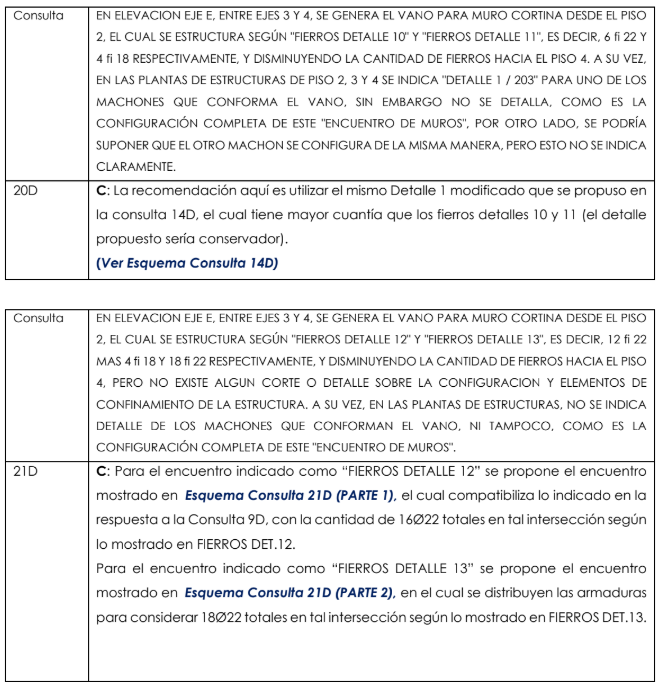 Consulta
EN ELEVACION EJE E, ENTRE EJES 3 Y 4, SE GENERA EL VANO PARA MURO CORTINA DESDE EL PISO
2, EL CUAL SE ESTRUCTURA SEGÚN "FIERROS DETALLE 10" Y "FIERROS DETALLE 11", ES DECIR, 6 fi 22 Y
4 fi 18 RESPECTIVAMENTE, Y DISMINUYENDO LA CANTIDAD DE FIERROS HACIA EL PISO 4. A SU VEZ,
EN LAS PLANTAS DE ESTRUCTURAS DE PISO 2, 3 Y 4 SE INDICA "DETALLE 1 / 203" PARA UNO DE LOS
MACHONES QUE CONFORMA EL VANO, SIN EMBARGO NO SE DETALLA, COMO ES LA
CONFIGURACIÓN COMPLETA DE ESTE "ENCUENTRO DE MUROS", POR OTRO LADO, SE PODRÍA
SUPONER QUE EL OTRO MACHON SE CONFIGURA DE LA MISMA MANERA, PERO ESTO NO SE INDICA
CLARAMENTE.
20D
C: La recomendación aquí es utilizar el mismo Detalle 1 modificado que se propuso en
la consulta 14D, el cual tiene mayor cuantía que los fierros detalles 10 y 11 (el detalle
propuesto sería conservador).
(Ver Esquema Consulta 14D)
Consulta
EN ELEVACION EJE E, ENTRE EJES 3 Y 4, SE GENERA EL VANO PARA MURO CORTINA DESDE EL PISO
2, EL CUAL SE ESTRUCTURA SEGÚN "FIERROS DETALLE 12" Y "FIERROS DETALLE 13", ES DECIR, 12 fi 22
MAS 4 fi 18 Y 18 fi 22 RESPECTIVAMENTE, Y DISMINUYENDO LA CANTIDAD DE FIERROS HACIA EL PISO
4, PERO NO EXISTE ALGUN CORTE O DETALLE SOBRE LA CONFIGURACION Y ELEMENTOS DE
CONFINAMIENTO DE LA ESTRUCTURA. A SU VEZ, EN LAS PLANTAS DE ESTRUCTURAS, NO SE INDICA
DETALLE DE LOS MACHONES QUE CONFORMAN EL VANO, NI TAMPOCO, COMO ES LA
CONFIGURACIÓN COMPLETA DE ESTE "ENCUENTRO DE MUROS".
21D
C: Para el encuentro indicado como "FIERROS DETALLE 12" se propone el encuentro
mostrado en Esquema Consulta 21D (PARTE 1), el cual compatibiliza lo indicado en la
respuesta a la Consulta 9D, con la cantidad de 16Ø22 totales en tal intersección según
lo mostrado en FIERROS DET.12.
Para el encuentro indicado como "FIERROS DETALLE 13" se propone el encuentro
mostrado en Esquema Consulta 21D (PARTE 2), en el cual se distribuyen las armaduras
para considerar 18Ø22 totales en tal intersección según lo mostrado en FIERROS DET.13.